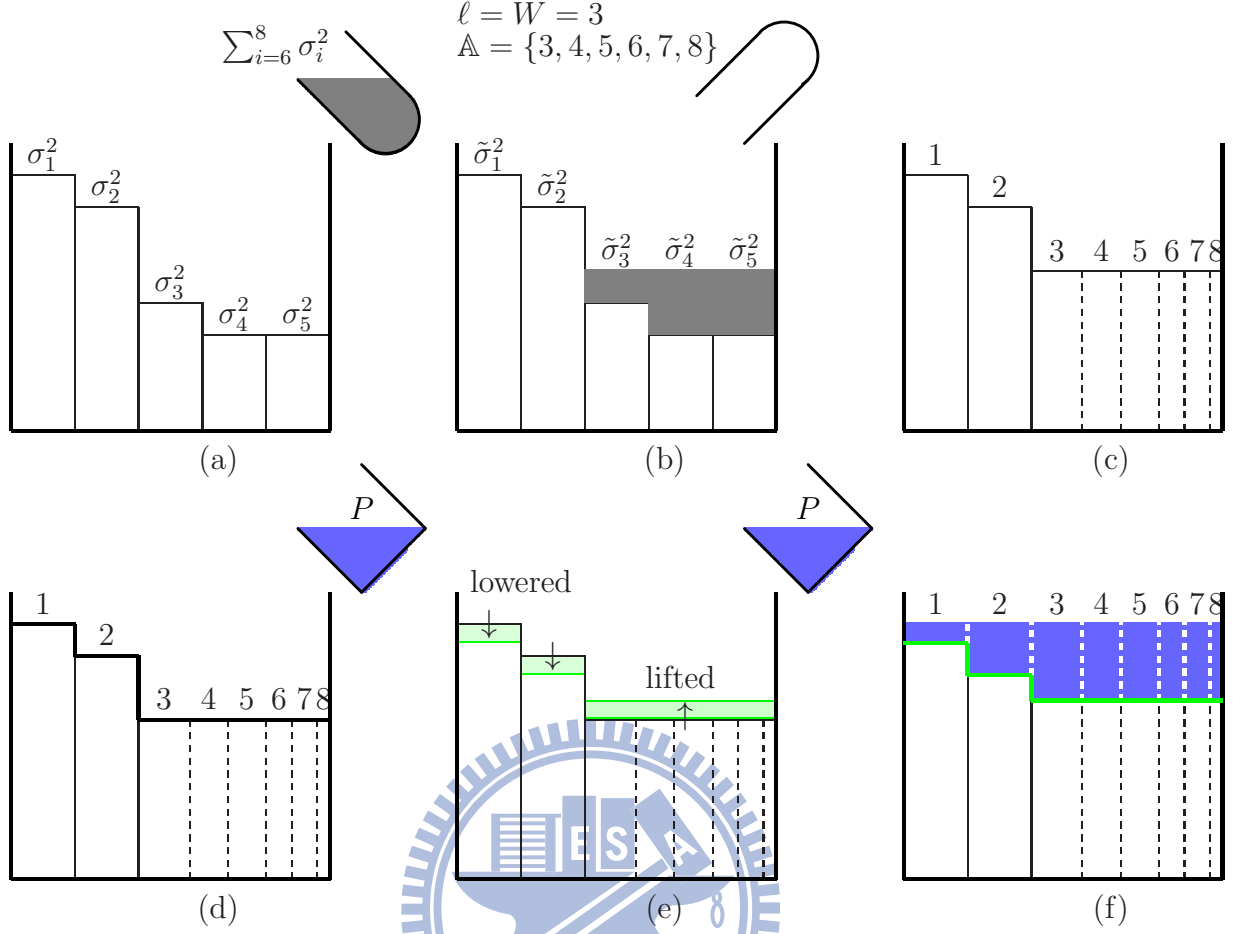 ∑_{i=6}^{8} σ_i^2
ℓ = W = 3
𝔸 = {3, 4, 5, 6, 7, 8}
σ_1^2
σ_2^2
σ_3^2
σ_4^2
σ_5^2
(a)
σ̃_1^2
σ̃_2^2
σ̃_3^2
σ̃_4^2
σ̃_5^2
(b)
1
2
3 4 5 6 7 8
(c)
P
1
2
3 4 5 6 7 8
(d)
P
lowered
lifted
E S A
(e)
1 2 3 4 5 6 7 8
(f)